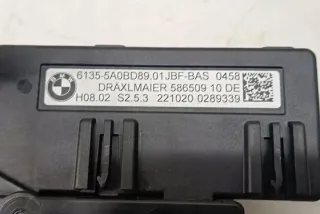 6135-5A0BD89.01JBF-BAS 0458
DRÄXLMAIER 586509 10 DE
H08.02 S2.5.3 221020 0289339